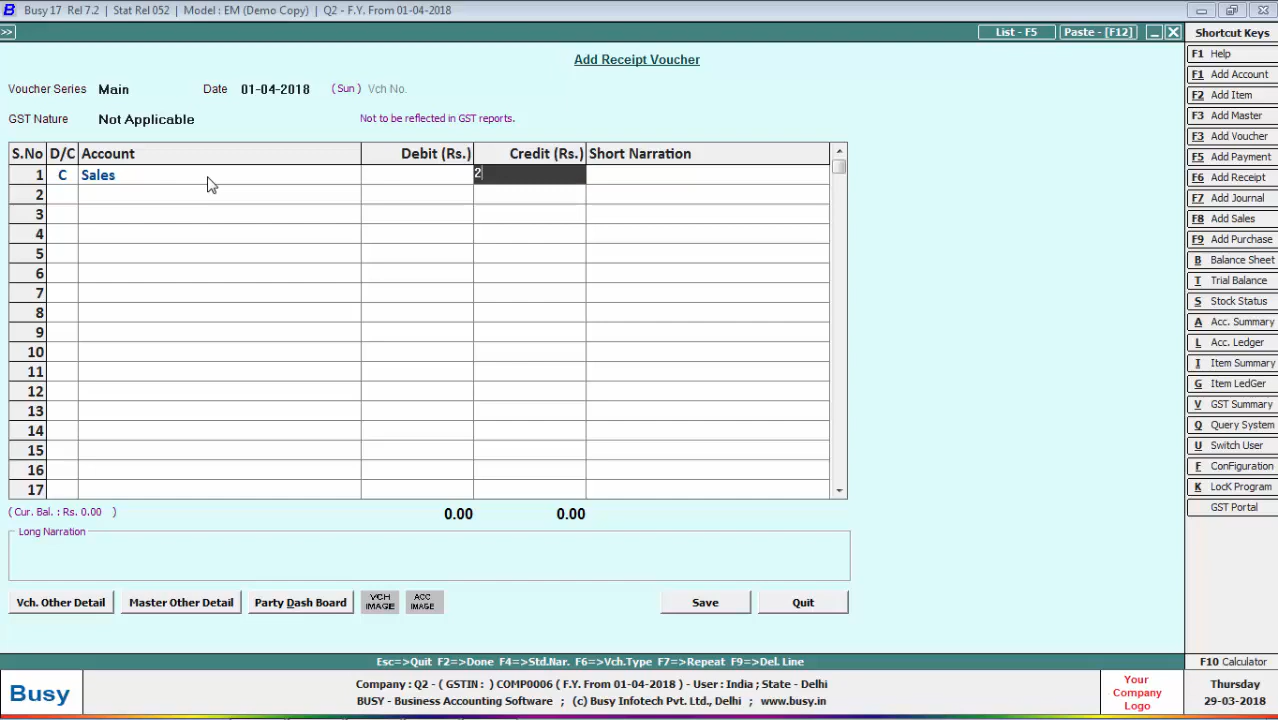 Busy 17 Rel 7.2 | Stat Rel 052 | Model : EM (Demo Copy) | Q2 - F.Y. From 01-04-2018
>> List - F5 Paste - [F12] Shortcut Keys
Add Receipt Voucher
Voucher Series Main Date 01-04-2018 (Sun) Vch No.
GST Nature Not Applicable Not to be reflected in GST reports.
S.No D/C Account Debit (Rs.) Credit (Rs.) Short Narration
1 C Sales 2
2
3
4
5
6
7
8
9
10
11
12
13
14
15
16
17
( Cur. Bal. : Rs. 0.00 ) 0.00 0.00
Long Narration
Vch. Other Detail Master Other Detail Party Dash Board VCH IMAGE ACC IMAGE Save Quit
Esc=>Quit F2=>Done F4=>Std.Nar. F6=>Vch.Type F7=>Repeat F9=>Del. Line
F1 Help
F1 Add Account
F2 Add Item
F3 Add Master
F3 Add Voucher
F5 Add Payment
F6 Add Receipt
F7 Add Journal
F8 Add Sales
F9 Add Purchase
B Balance Sheet
T Trial Balance
S Stock Status
A Acc. Summary
L Acc. Ledger
I Item Summary
G Item LedGer
V GST Summary
Q Query System
U Switch User
F ConFiguration
K LocK Program
GST Portal
F10 Calculator
Busy
Company : Q2 - ( GSTIN : ) COMP0006 ( F.Y. From 01-04-2018 ) - User : India ; State - Delhi
BUSY - Business Accounting Software ; (c) Busy Infotech Pvt. Ltd., Delhi ; www.busy.in
Your
Company
Logo
Thursday
29-03-2018